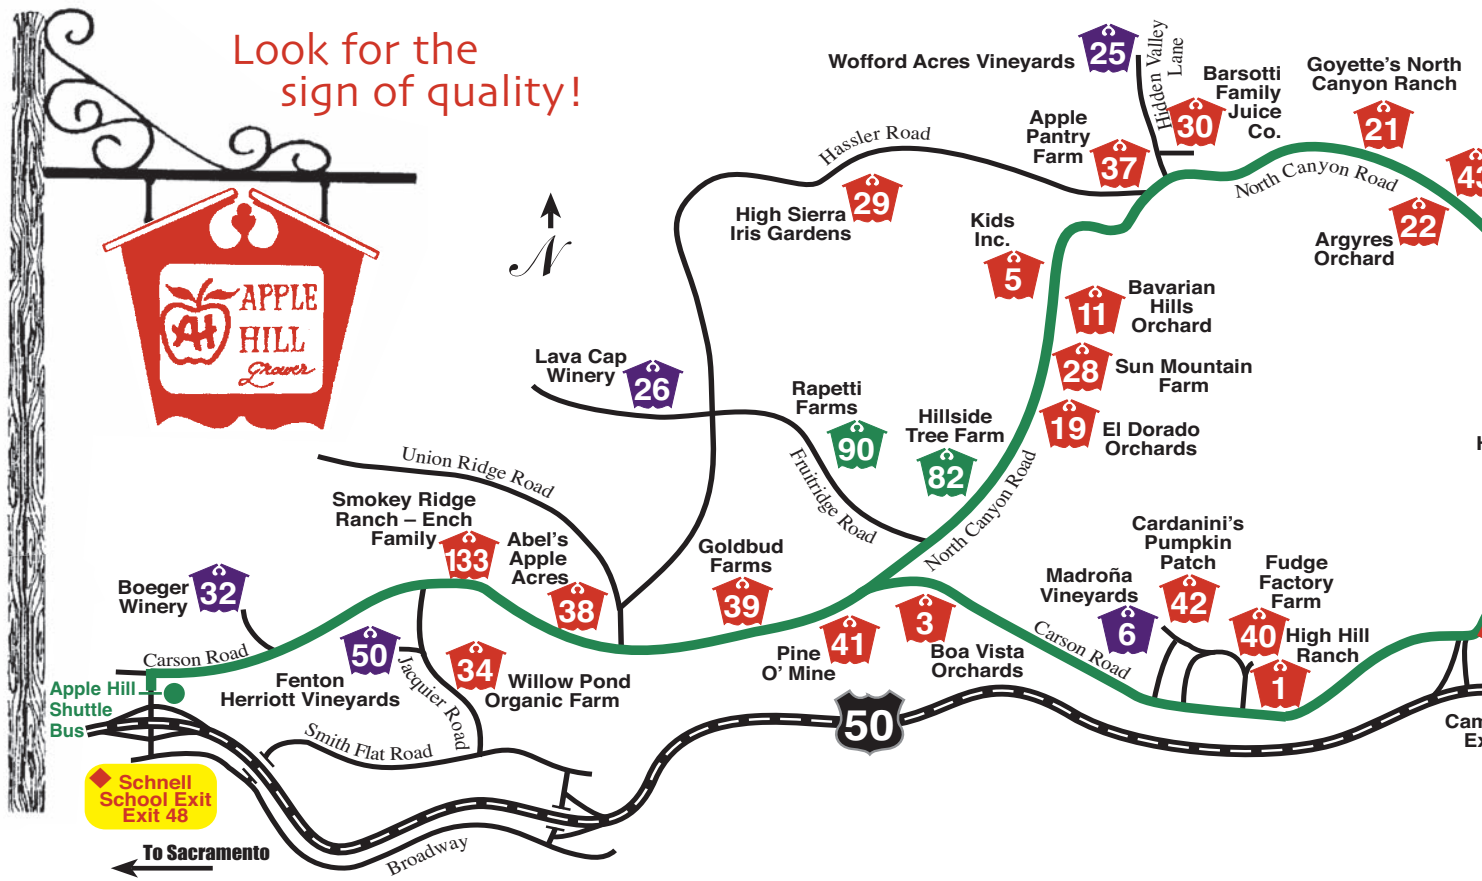 Look for the
sign of quality!
APPLE
HILL
Grower
AH
N
Wofford Acres Vineyards
25
Hidden Valley
Lane
Barsotti
Family
Juice
Co.
30
Goyette's North
Canyon Ranch
21
Apple
Pantry
Farm
37
Hassler Road
North Canyon Road
43
Argyres
Orchard
22
High Sierra
Iris Gardens
29
Kids
Inc.
5
Bavarian
Hills
Orchard
11
Sun Mountain
Farm
28
El Dorado
Orchards
19
Lava Cap
Winery
26
Rapetti
Farms
90
Hillside
Tree Farm
82
Fruitridge Road
North Canyon Road
Union Ridge Road
Smokey Ridge
Ranch – Ench
Family
133
Abel's
Apple
Acres
38
Goldbud
Farms
39
Boeger
Winery
32
Carson Road
Fenton
Herriott Vineyards
50
Jacquier Road
Willow Pond
Organic Farm
34
Pine
O' Mine
41
Boa Vista
Orchards
3
Carson Road
Madroña
Vineyards
6
Cardanini's
Pumpkin
Patch
42
Fudge
Factory
Farm
40
High Hill
Ranch
1
Apple Hill
Shuttle
Bus
Smith Flat Road
50
Schnell
School Exit
Exit 48
To Sacramento
Broadway
Cam
Ex
H